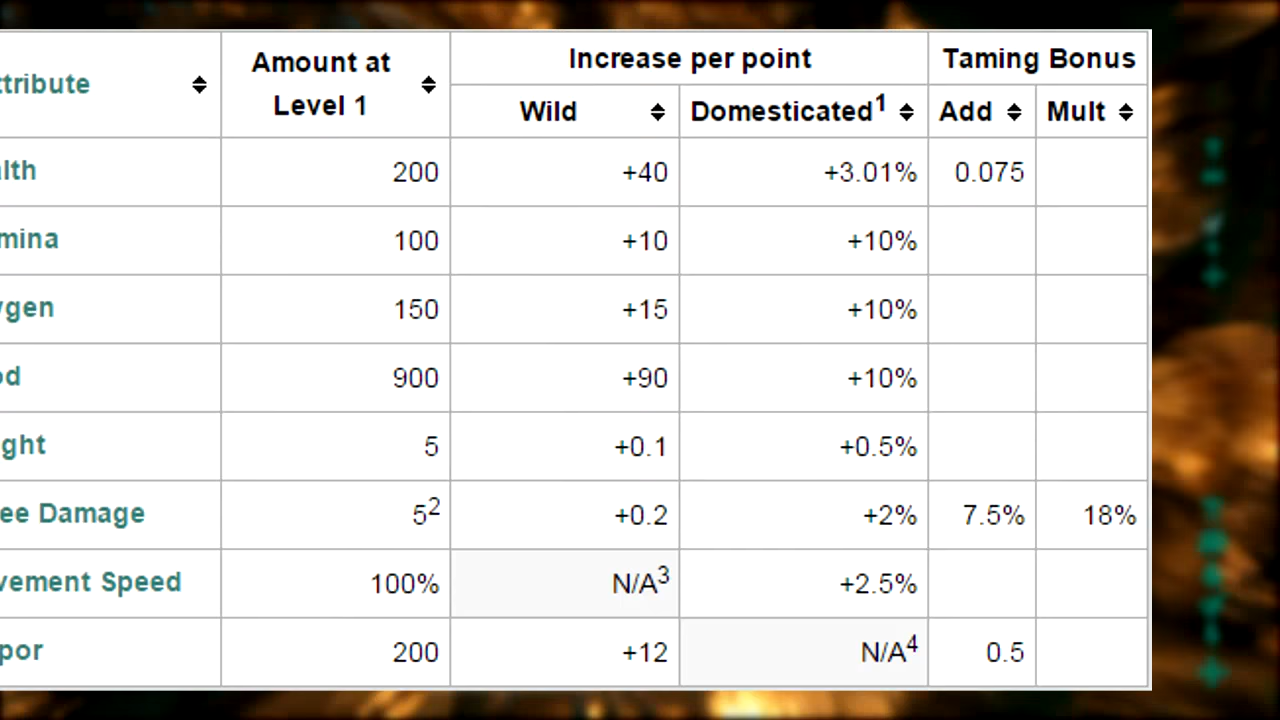 ttribute Amount at Level 1 Increase per point Taming Bonus
Wild Domesticated1 Add Mult
lth 200 +40 +3.01% 0.075
mina 100 +10 +10%
gen 150 +15 +10%
d 900 +90 +10%
ght 5 +0.1 +0.5%
ee Damage 52 +0.2 +2% 7.5% 18%
vement Speed 100% N/A3 +2.5%
por 200 +12 N/A4 0.5